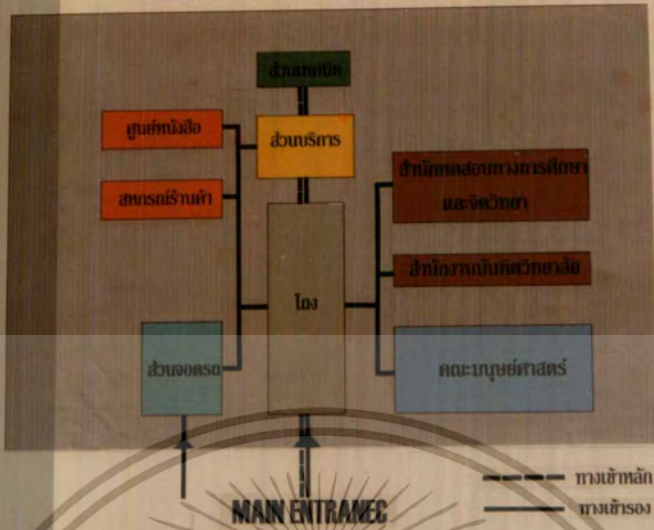 ส่วนเทคนิค
ศูนย์หนังสือ
ส่วนบริการ
สหกรณ์ร้านค้า
สำนักทดสอบทางการศึกษา
และจิตวิทยา
สำนักงานบัณฑิตวิทยาลัย
โถง
ส่วนจอดรถ
คณะมนุษย์ศาสตร์
MAIN ENTRANEC
ทางเข้าหลัก
ทางเข้ารอง